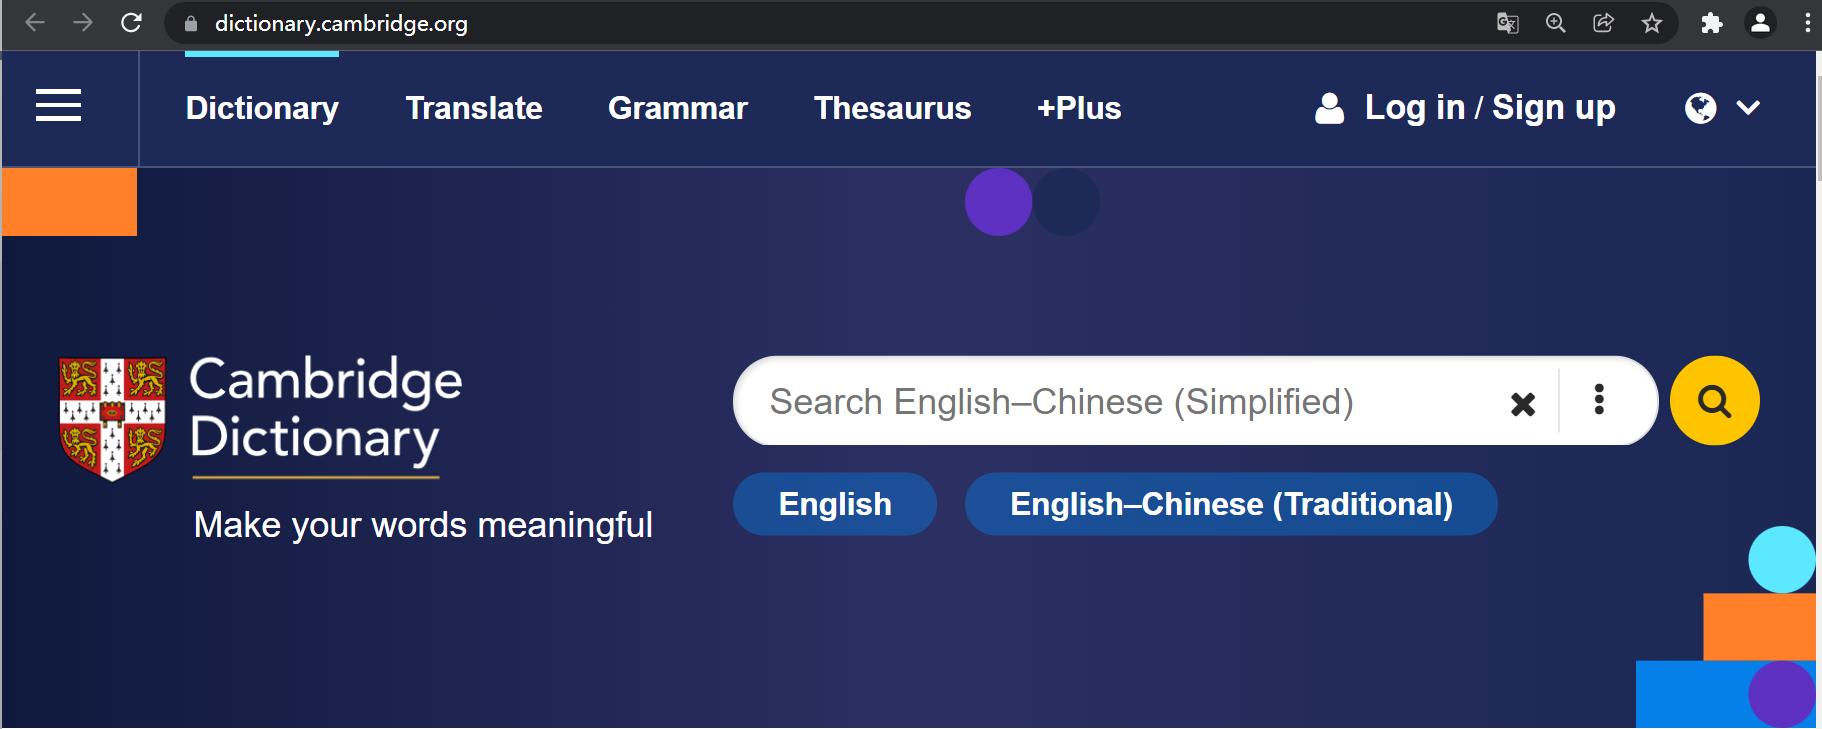 dictionary.cambridge.org
Dictionary Translate Grammar Thesaurus +Plus Log in / Sign up
Cambridge
Dictionary
Make your words meaningful
Search English–Chinese (Simplified)
English English–Chinese (Traditional)